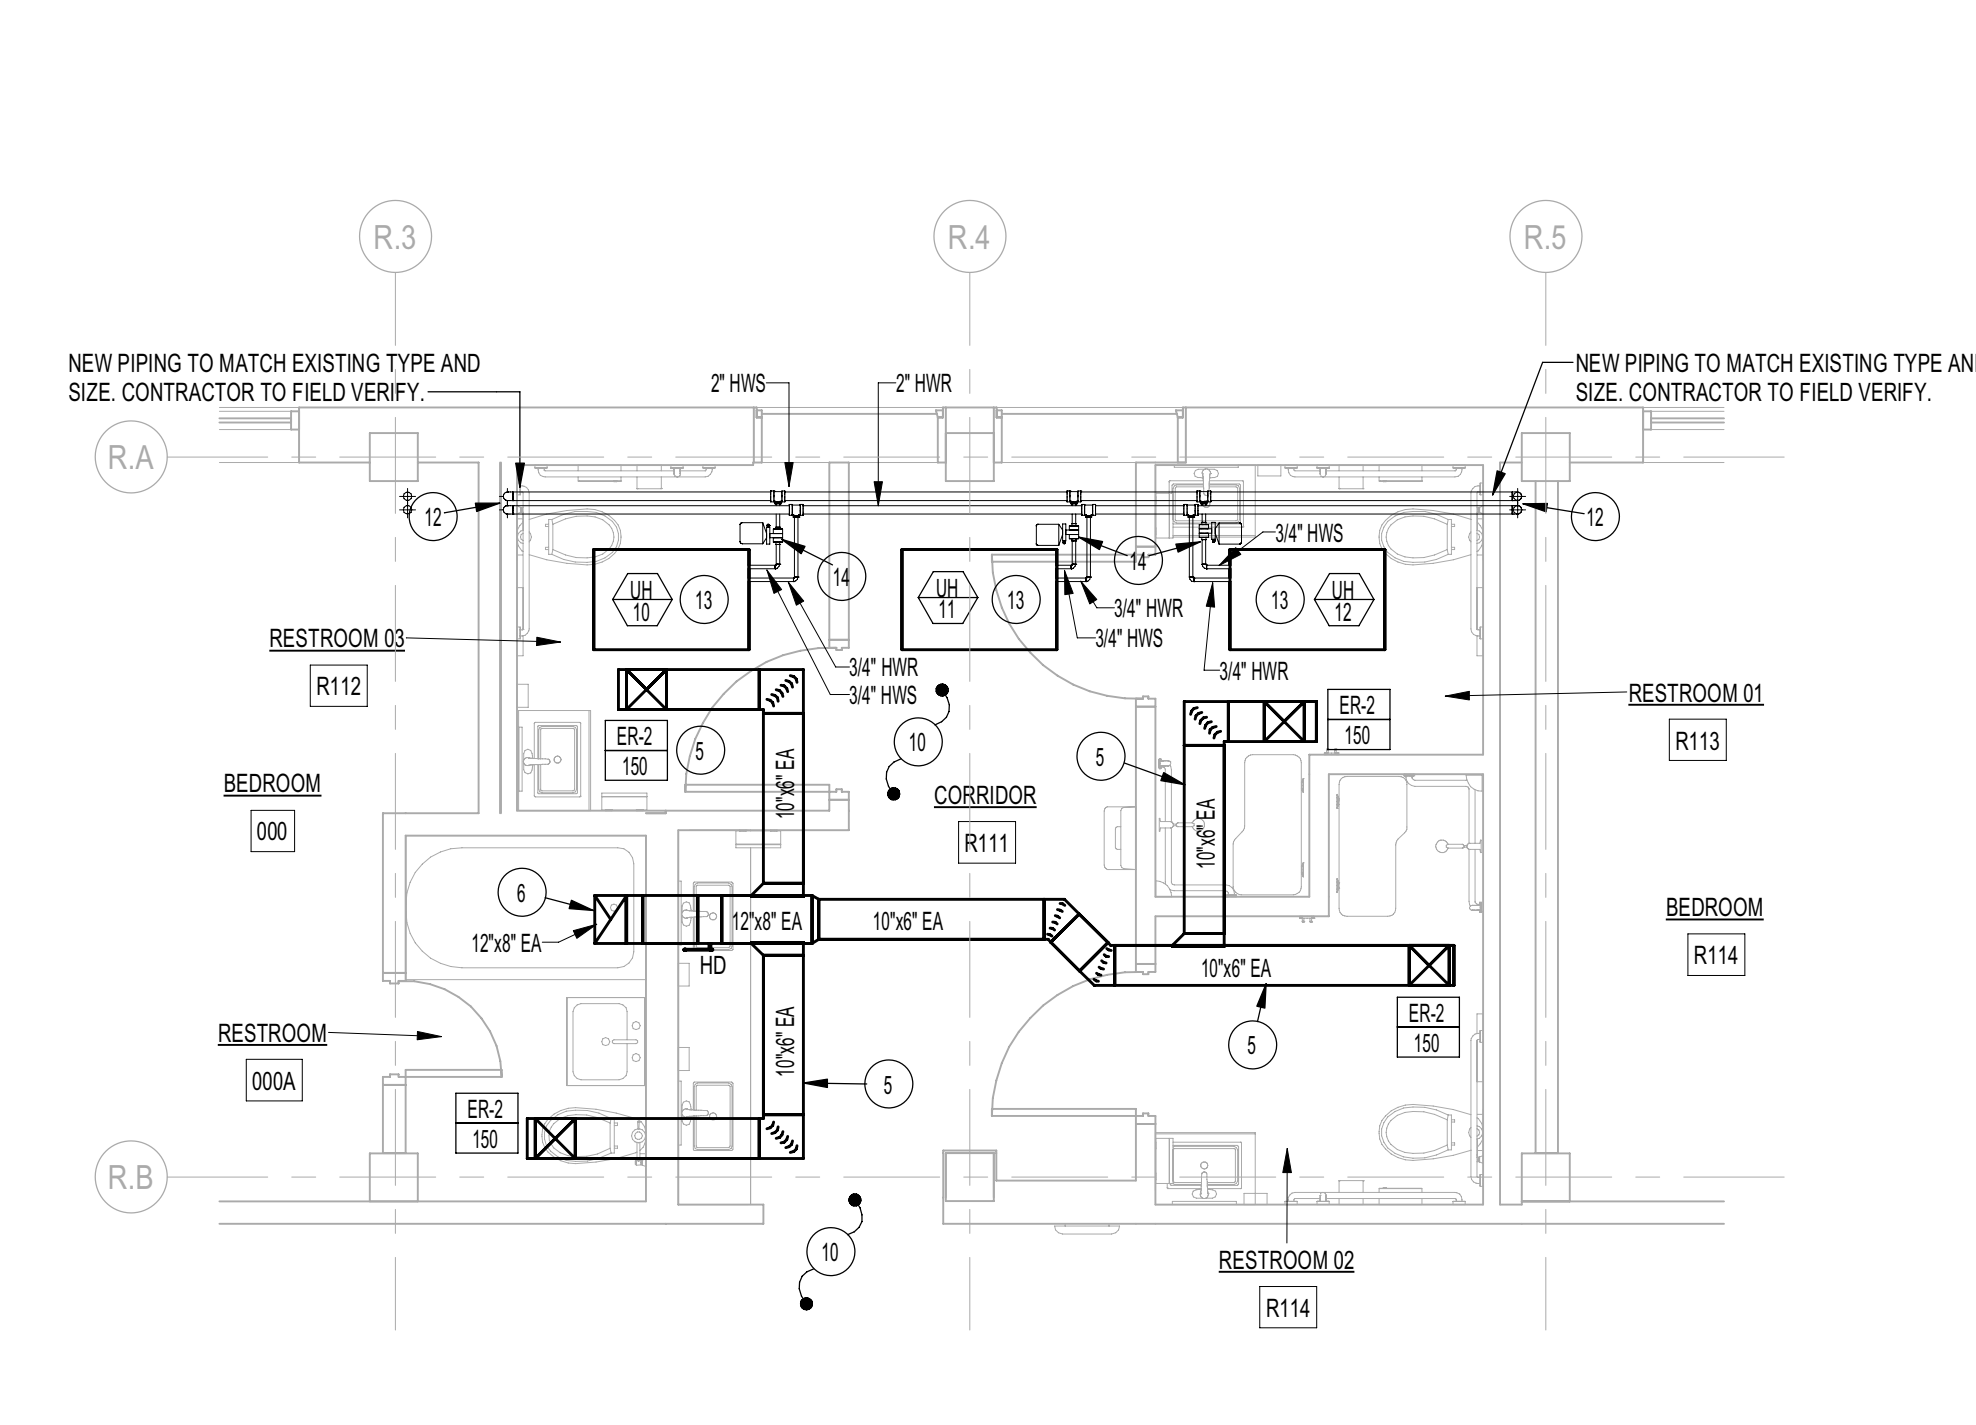 R.3
R.4
R.5
NEW PIPING TO MATCH EXISTING TYPE AND
SIZE. CONTRACTOR TO FIELD VERIFY.
2" HWS
2" HWR
NEW PIPING TO MATCH EXISTING TYPE
SIZE. CONTRACTOR TO FIELD VERIFY.
R.A
12
12
14
14
3/4" HWS
UH
10
13
UH
11
13
13
UH
12
3/4" HWR
3/4" HWS
3/4" HWR
RESTROOM 03
R112
3/4" HWR
3/4" HWS
RESTROOM 01
R113
ER-2
150
5
10"x6" EA
10
5
ER-2
150
BEDROOM
000
CORRIDOR
R111
10"x6" EA
6
12"x8" EA
12"x8" EA
10"x6" EA
HD
10"x6" EA
BEDROOM
R114
RESTROOM
000A
10"x6" EA
5
5
ER-2
150
ER-2
150
R.B
10
RESTROOM 02
R114